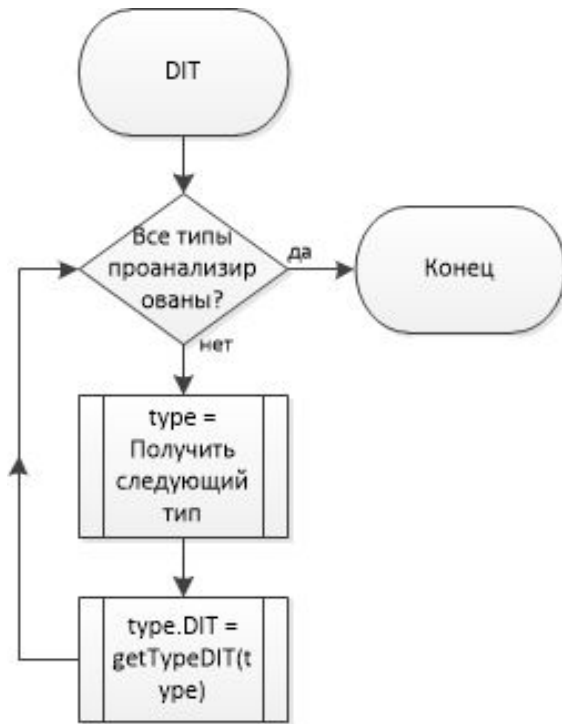 DIT
Все типы
проанализир
ованы?
да
Конец
нет
type =
Получить
следующий
тип
type.DIT =
getTypeDIT(t
ype)